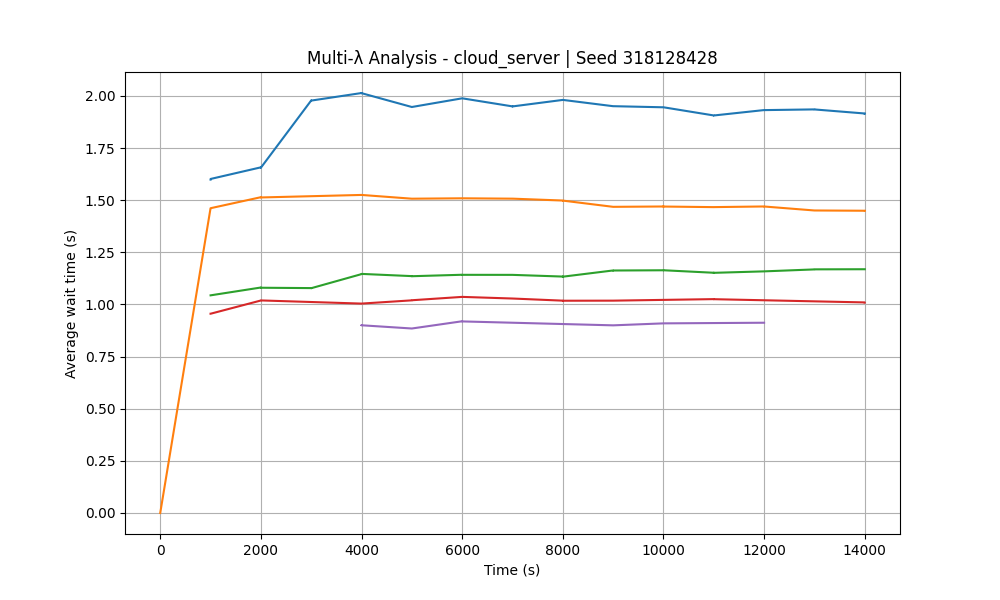 Multi-λ Analysis - cloud_server | Seed 318128428
Average wait time (s)
2.00
1.75
1.50
1.25
1.00
0.75
0.50
0.25
0.00
0 2000 4000 6000 8000 10000 12000 14000
Time (s)